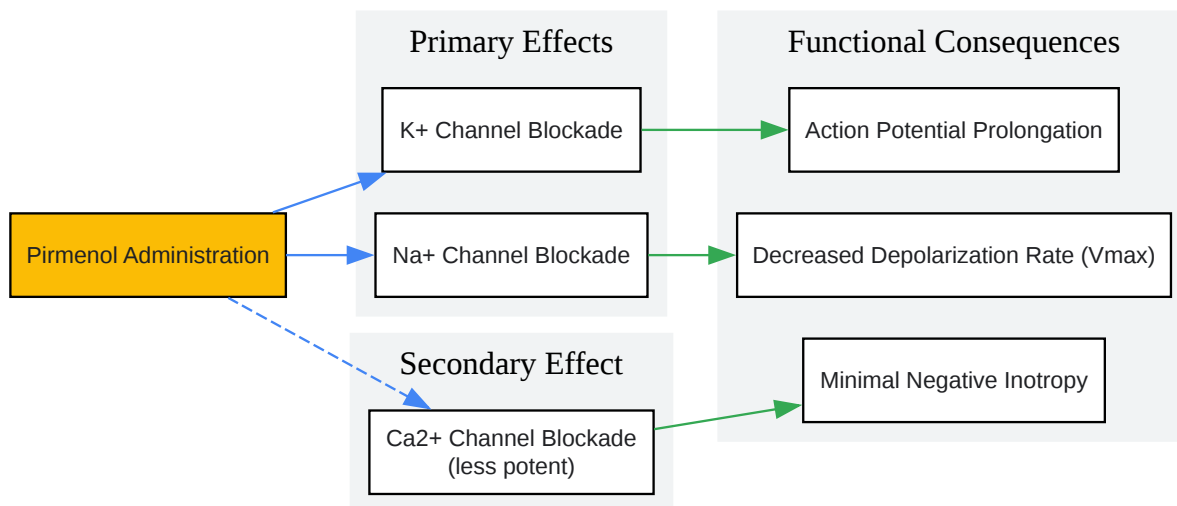 Primary Effects
Functional Consequences
K+ Channel Blockade
Action Potential Prolongation
Pirmenol Administration
Na+ Channel Blockade
Decreased Depolarization Rate (Vmax)
Secondary Effect
Minimal Negative Inotropy
Ca2+ Channel Blockade
(less potent)